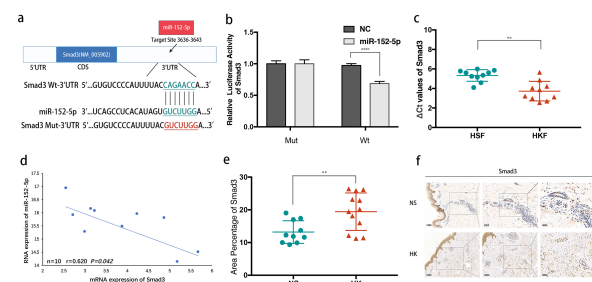 a
miR-152-5p
Target Site 3636-3643
Smad3(NM_005902)
5'UTR CDS 3'UTR
Smad3 Wt-3'UTR 5'...GUGUCCCCAUUUUACCAGAACCA...3'
miR-152-5p 3'UCAGCCUCACAUAGUGUCUUGG5'
Smad3 Mut-3'UTR 5'...GUGUCCCCAUUUUACGUCUUGGA...3'
b
Relative Luciferase Activity
of Smad3
NC
miR-152-5p
****
1.5
1.0
0.5
0.0
Mut Wt
c
ΔCt values of Smad3
**
8
6
4
2
0
HSF HKF
d
RNA expression of miR-152-5p
17
16.5
16
15.5
15
14.5
14
2 2.5 3 3.5 4 4.5 5 5.5 6
n=10 r=0.620 P=0.042
mRNA expression of Smad3
e
Area Percentage of Smad3
**
30
20
10
0
NC HK
f
Smad3
NS
HK